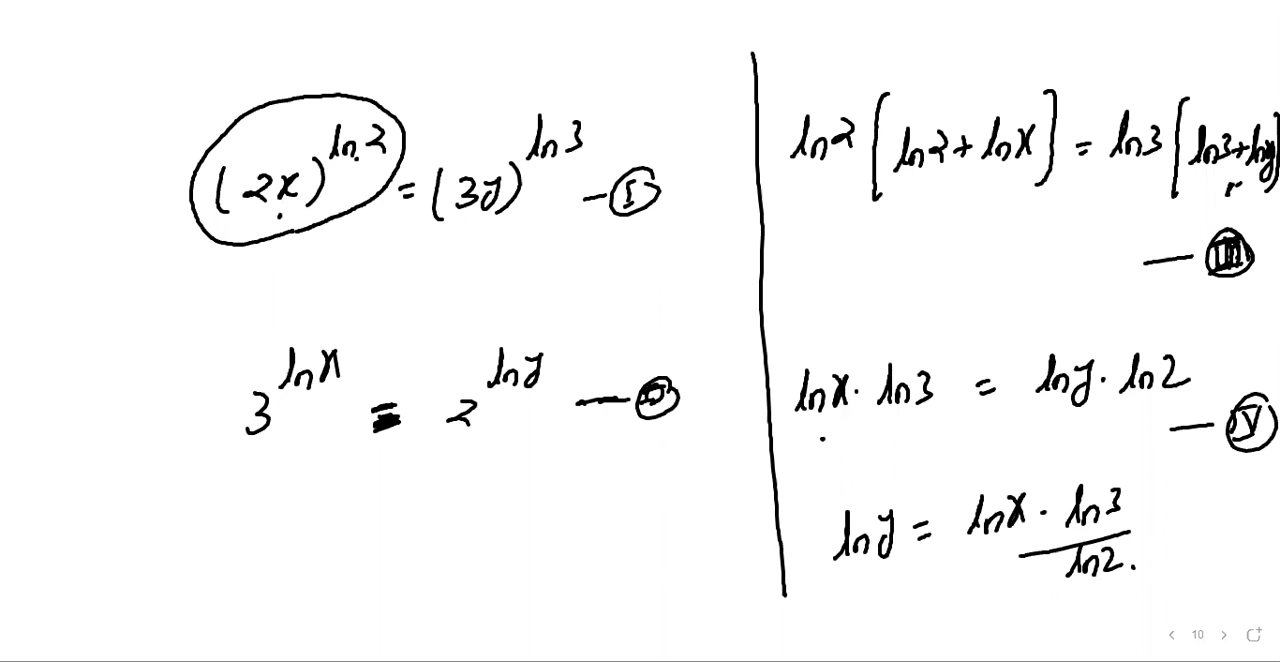 (2x)^{ln2} = (3y)^{ln3} — Ⅰ
3^{lnx} = 2^{lny} — Ⅱ
ln2 [ln2 + lnx] = ln3 [ln3 + lny]
— Ⅲ
lnx · ln3 = lny · ln2
— Ⅳ
lny = lnx · ln3 / ln2
< 10 >